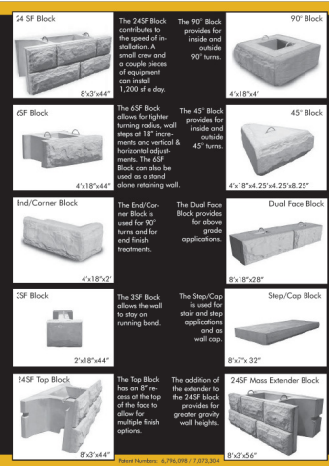 24 SF Block
8'x3'x44"
The 24SF Block
contributes to
the speed of in-
stallation. A
small crew and
a couple pieces
of equipment
can instal
1,200 sf a day.
The 90° Block
provides for
inside and
outside
90° turns.
90° Block
4'x18"x4'
6SF Block
4'x18"x44"
The 6SF Bock
allows for tighter
turning radius, wall
steps at 18" incre-
ments and vertical &
horizontal adjust-
ments. The 6SF
Block can also be
used as a stand
alone retaining wall.
The 45° Block
provides for
inside and
outside
45° turns.
45° Block
4'x18"x4.25'x4.25'x8.25"
End/Corner Block
4'x18"x2'
The End/Cor-
ner Block is
used for 90°
turns and for
end finish
treatments.
The Dual Face
Block provides
for above
grade
applications.
Dual Face Block
8'x18"x28"
3SF Block
2'x18"x44"
The 3SF Block
allows the wall
to stay on
running bond.
The Step/Cap
is used for
stair and step
applications
and as
wall cap.
Step/Cap Block
8'x7"x 32"
24SF Top Block
8'x3'x44"
The Top Block
has an 8" re-
cess at the top
of the face to
allow for
multiple finish
options.
The addition of
the extender to
the 24SF block
provides for
greater gravity
wall heights.
24SF Mass Extender Block
8'x3'x56"
Patent Numbers: 6,796,098 / 7,073,304